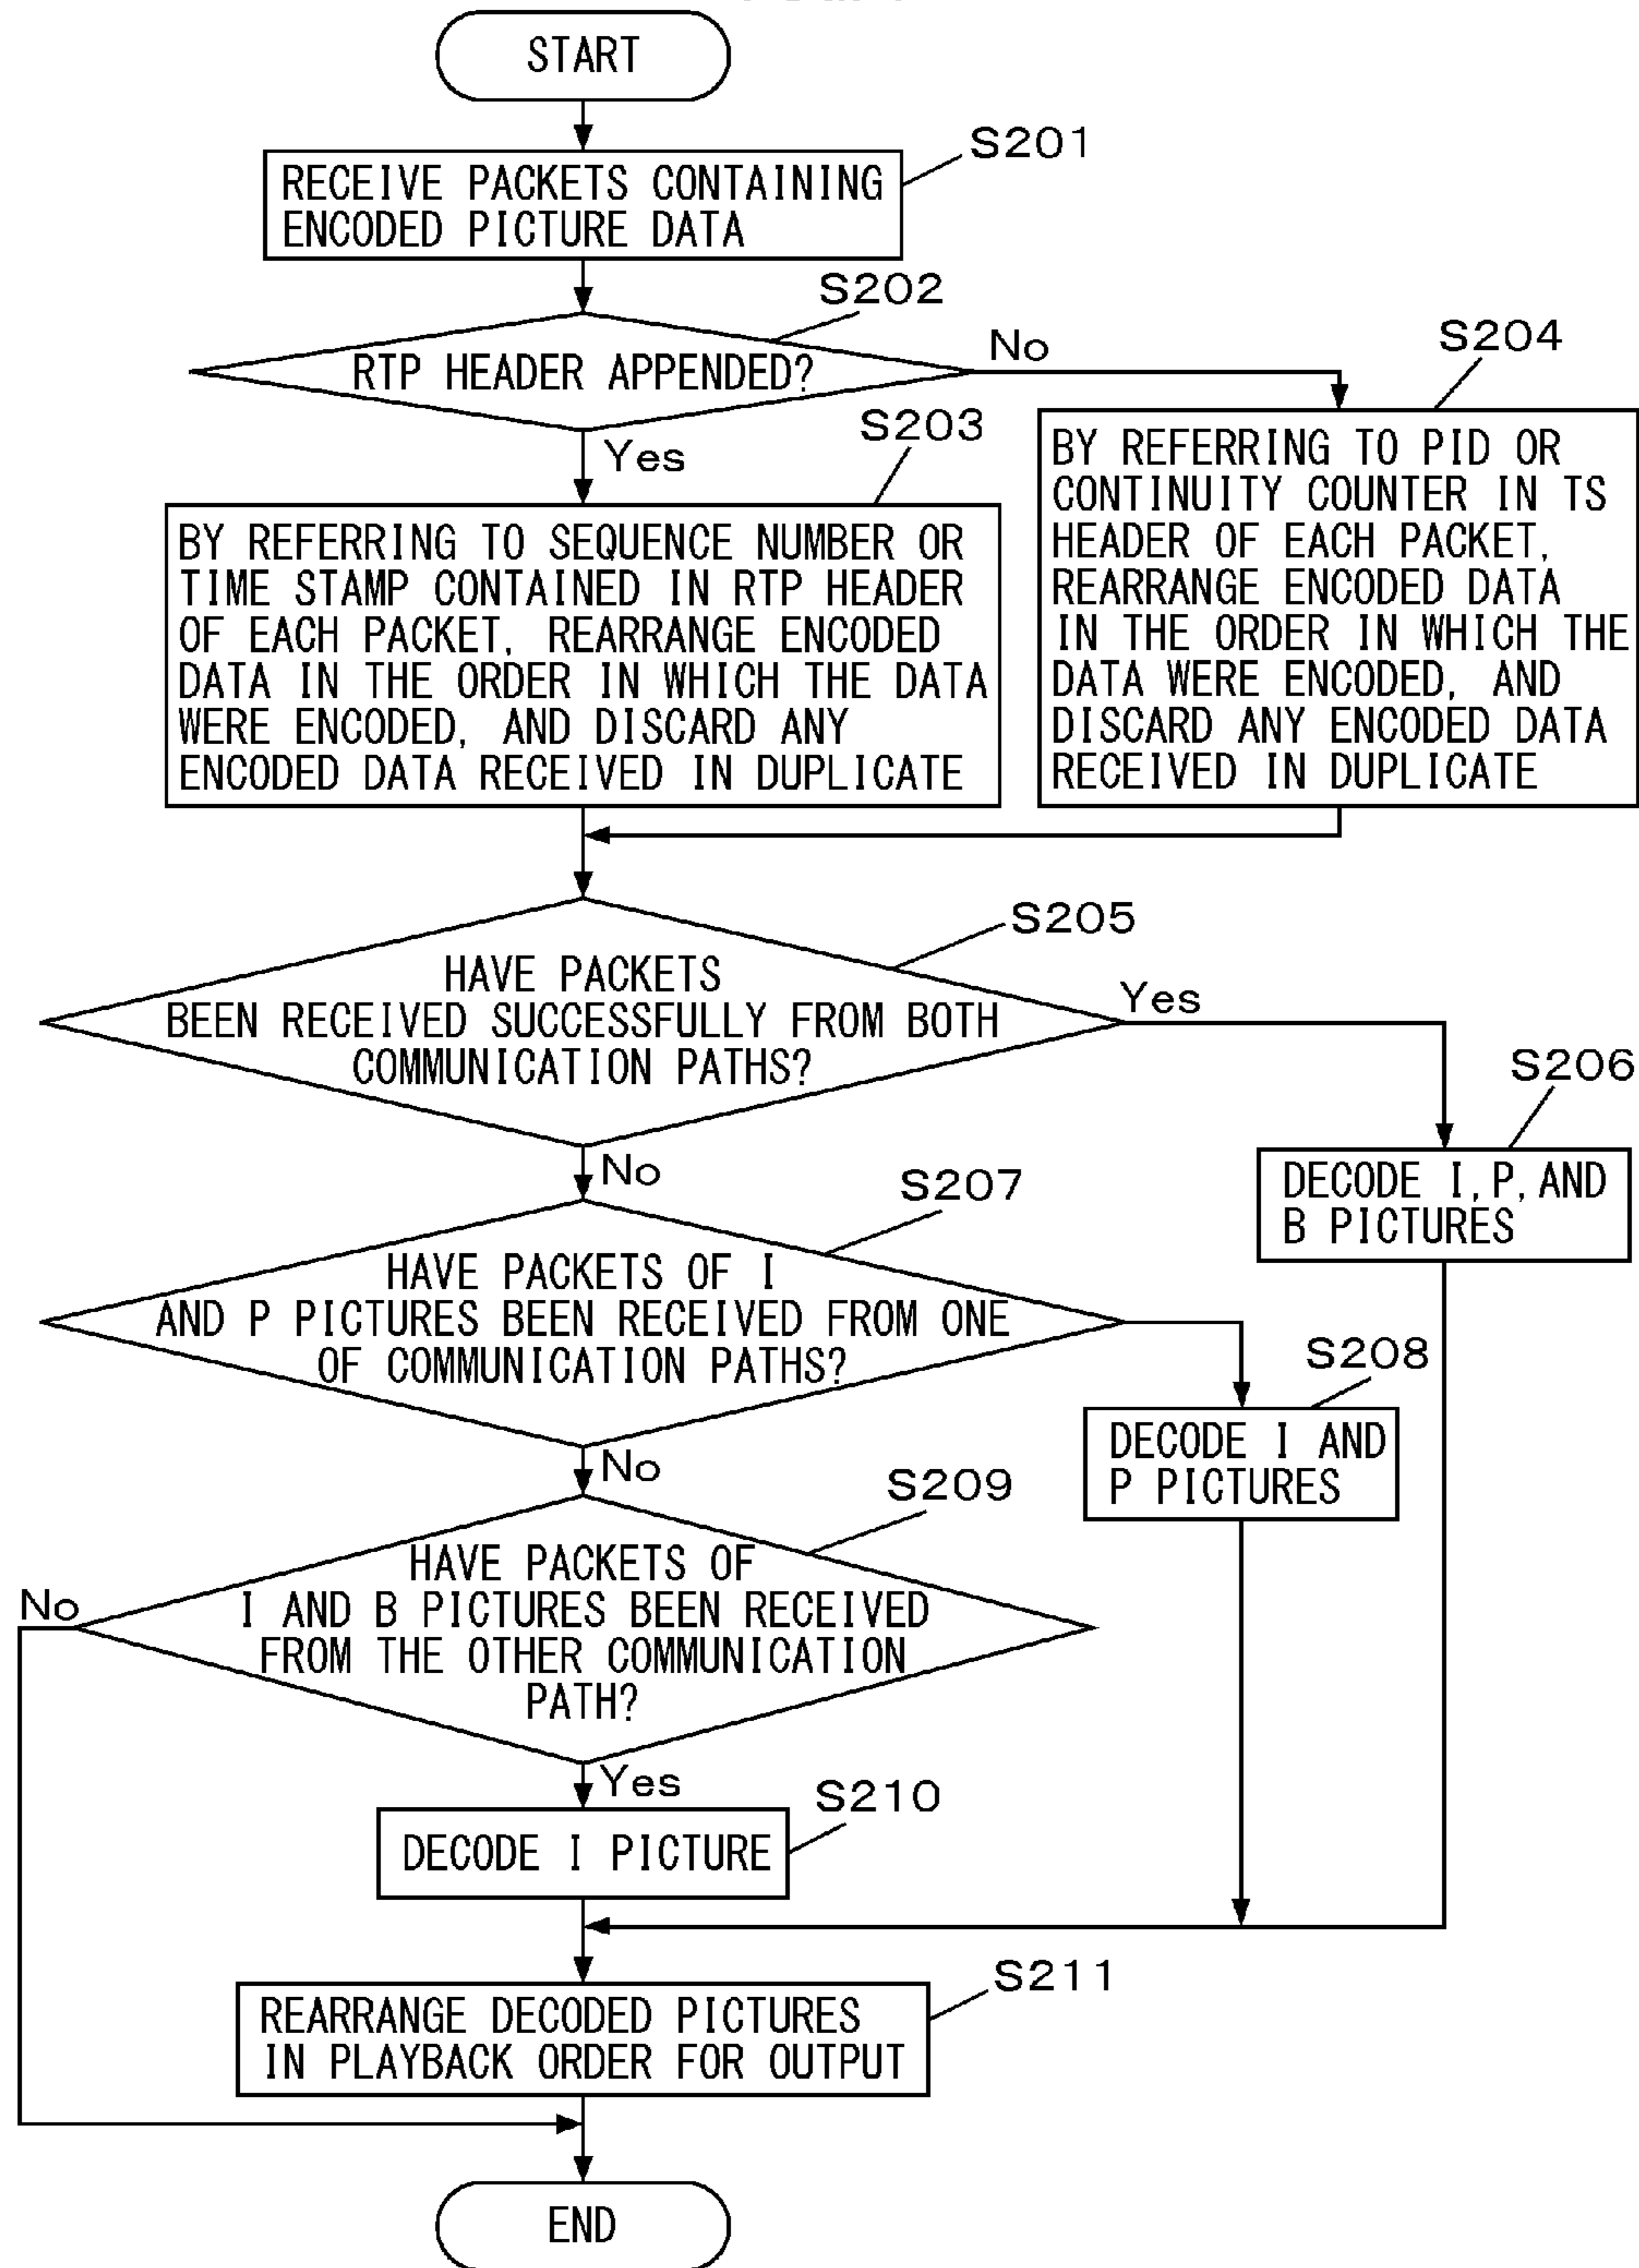 START
S201
RECEIVE PACKETS CONTAINING
ENCODED PICTURE DATA
S202
RTP HEADER APPENDED?
No
Yes
S203
BY REFERRING TO SEQUENCE NUMBER OR
TIME STAMP CONTAINED IN RTP HEADER
OF EACH PACKET, REARRANGE ENCODED
DATA IN THE ORDER IN WHICH THE DATA
WERE ENCODED, AND DISCARD ANY
ENCODED DATA RECEIVED IN DUPLICATE
S204
BY REFERRING TO PID OR
CONTINUITY COUNTER IN TS
HEADER OF EACH PACKET,
REARRANGE ENCODED DATA
IN THE ORDER IN WHICH THE
DATA WERE ENCODED, AND
DISCARD ANY ENCODED DATA
RECEIVED IN DUPLICATE
S205
HAVE PACKETS
BEEN RECEIVED SUCCESSFULLY FROM BOTH
COMMUNICATION PATHS?
Yes
No
S206
DECODE I, P, AND
B PICTURES
S207
HAVE PACKETS OF I
AND P PICTURES BEEN RECEIVED FROM ONE
OF COMMUNICATION PATHS?
No
S208
DECODE I AND
P PICTURES
S209
HAVE PACKETS OF
I AND B PICTURES BEEN RECEIVED
FROM THE OTHER COMMUNICATION
PATH?
No
Yes
S210
DECODE I PICTURE
S211
REARRANGE DECODED PICTURES
IN PLAYBACK ORDER FOR OUTPUT
END